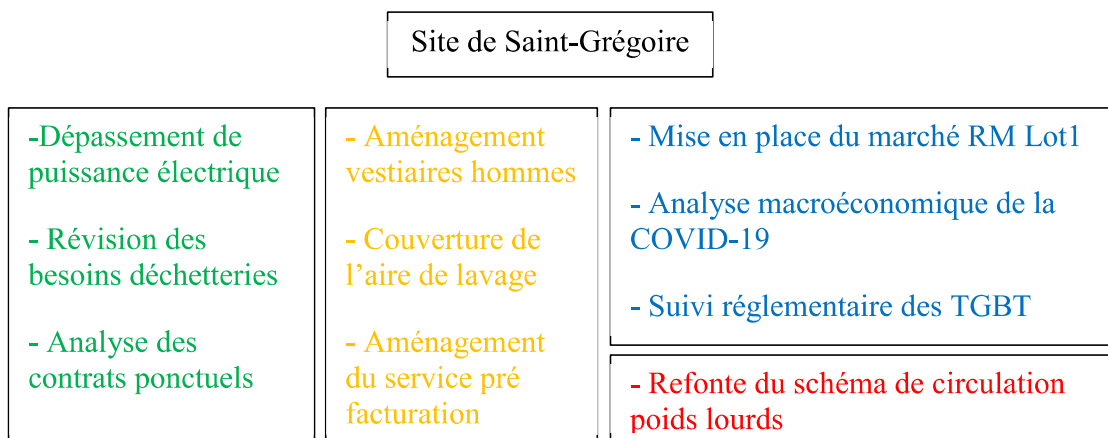 Site de Saint-Grégoire
-Dépassement de
puissance électrique
- Révision des
besoins déchetteries
- Analyse des
contrats ponctuels
- Aménagement
vestiaires hommes
- Couverture de
l’aire de lavage
- Aménagement
du service pré
facturation
- Mise en place du marché RM Lot1
- Analyse macroéconomique de la
COVID-19
- Suivi réglementaire des TGBT
- Refonte du schéma de circulation
poids lourds